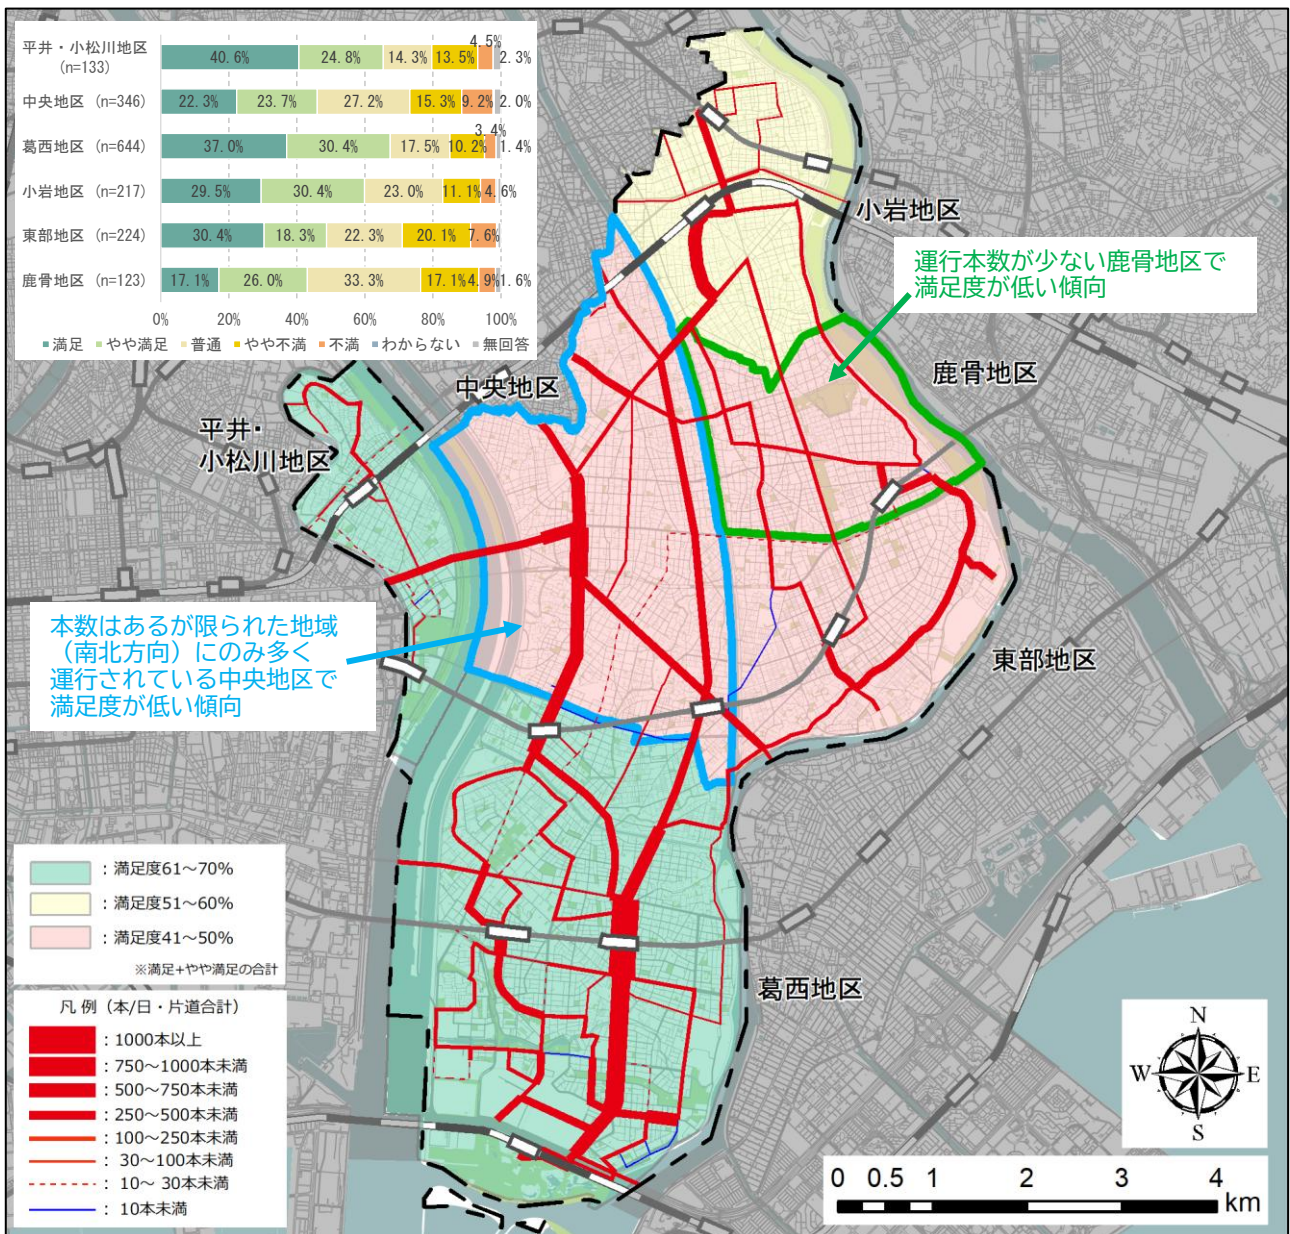 平井・小松川地区
(n=133)
40.6% 24.8% 14.3% 13.5% 4.5% 2.3%
中央地区 (n=346)
22.3% 23.7% 27.2% 15.3% 9.2% 2.0%
葛西地区 (n=644)
37.0% 30.4% 17.5% 10.2% 3.4% 1.4%
小岩地区 (n=217)
29.5% 30.4% 23.0% 11.1% 4.6%
東部地区 (n=224)
30.4% 18.3% 22.3% 20.1% 7.6%
鹿骨地区 (n=123)
17.1% 26.0% 33.3% 17.1% 4.9% 1.6%
0% 20% 40% 60% 80% 100%
満足 やや満足 普通 やや不満 不満 わからない 無回答
小岩地区
運行本数が少ない鹿骨地区で
満足度が低い傾向
鹿骨地区
中央地区
平井・
小松川地区
本数はあるが限られた地域
（南北方向）にのみ多く
運行されている中央地区で
満足度が低い傾向
東部地区
葛西地区
：満足度61～70%
：満足度51～60%
：満足度41～50%
※満足+やや満足の合計
凡 例（本/日・片道合計）
：1000本以上
：750～1000本未満
：500～750本未満
：250～500本未満
：100～250本未満
：30～100本未満
：10～ 30本未満
：10本未満
N
W E
S
0 0.5 1 2 3 4
km